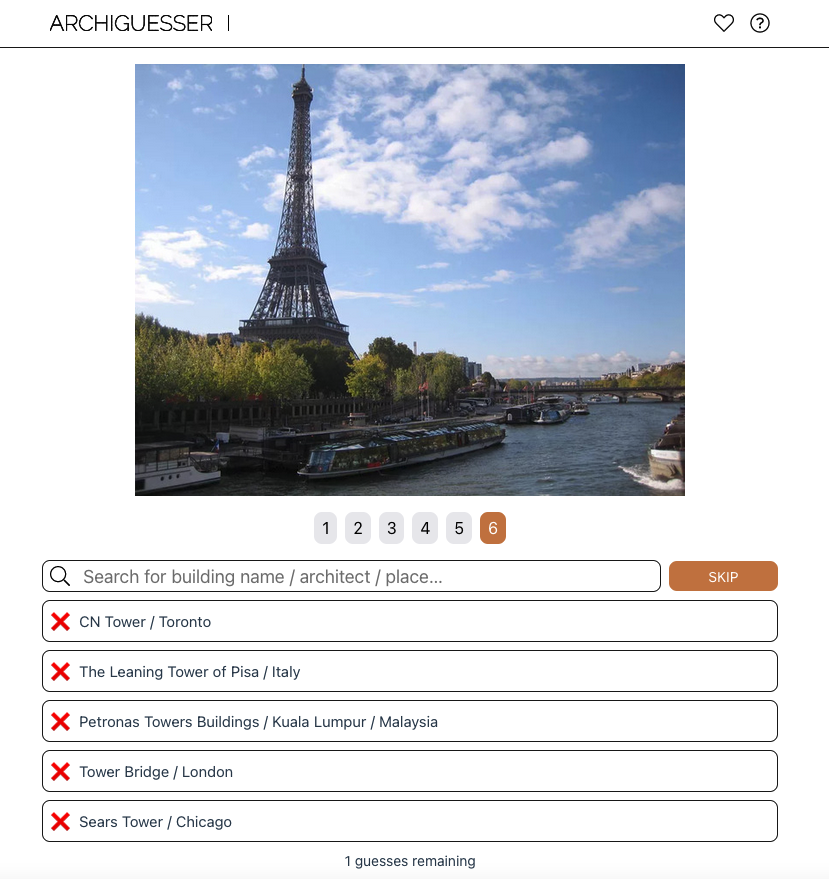 ARCHIGUESSER |
1 2 3 4 5 6
Search for building name / architect / place...
SKIP
CN Tower / Toronto
The Leaning Tower of Pisa / Italy
Petronas Towers Buildings / Kuala Lumpur / Malaysia
Tower Bridge / London
Sears Tower / Chicago
1 guesses remaining